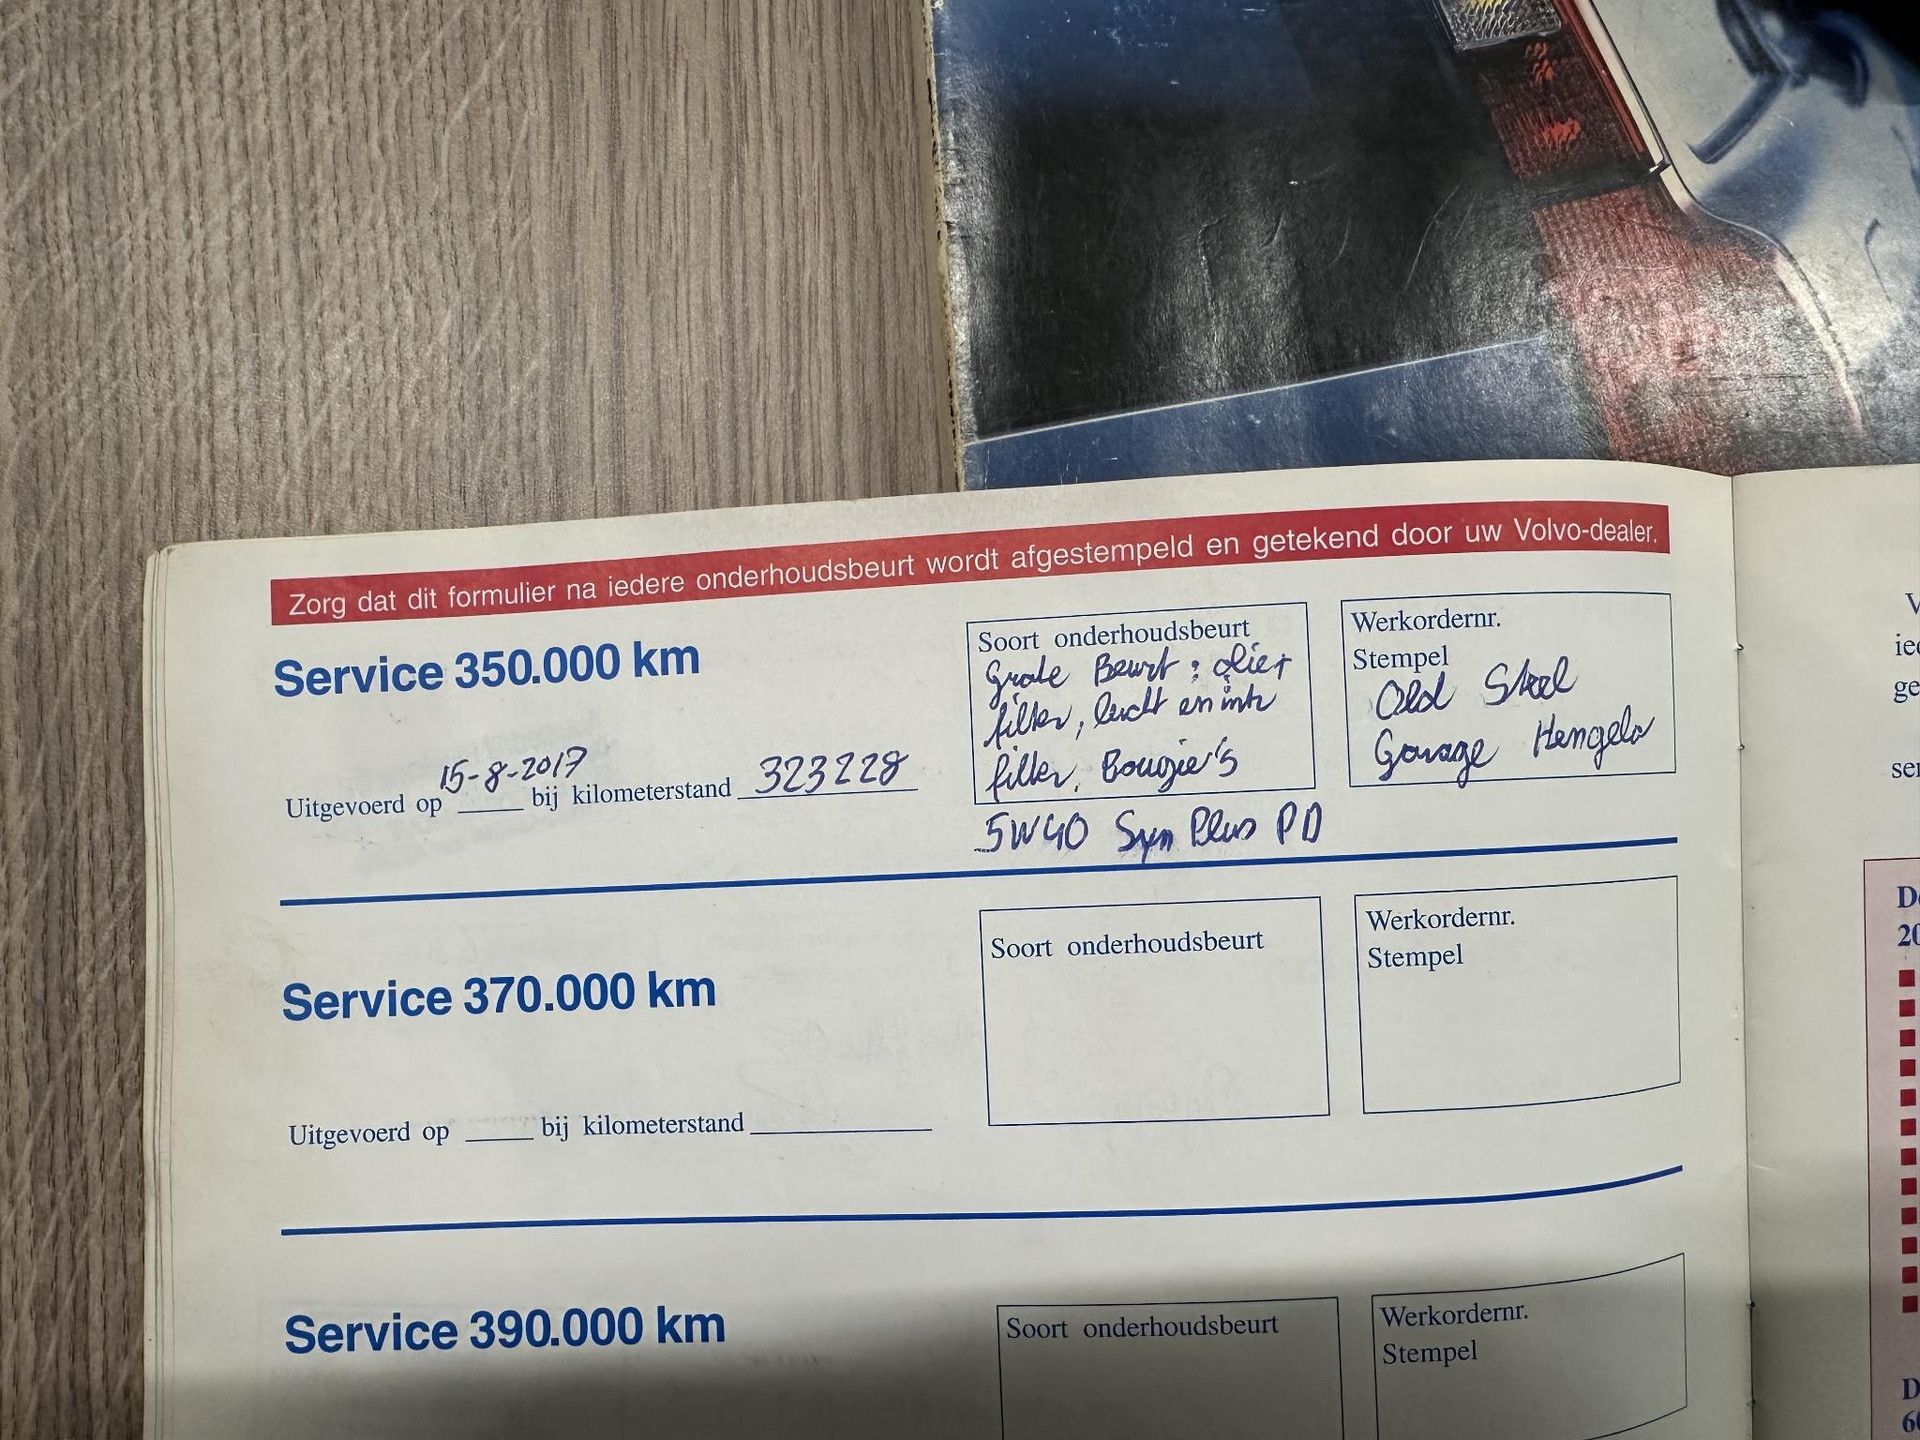 Zorg dat dit formulier na iedere onderhoudsbeurt wordt afgestempeld en getekend door uw Volvo-dealer.
Service 350.000 km
Soort onderhoudsbeurt
Grote Beurt: olie +
filter, lucht en intr
filter, Bougie's
5W40 Syn Plus PD
Werkordernr.
Stempel
Old Steel
Garage Hengelo
Uitgevoerd op 15-8-2017 bij kilometerstand 323228
Service 370.000 km
Soort onderhoudsbeurt
Werkordernr.
Stempel
Uitgevoerd op bij kilometerstand
Service 390.000 km
Soort onderhoudsbeurt
Werkordernr.
Stempel